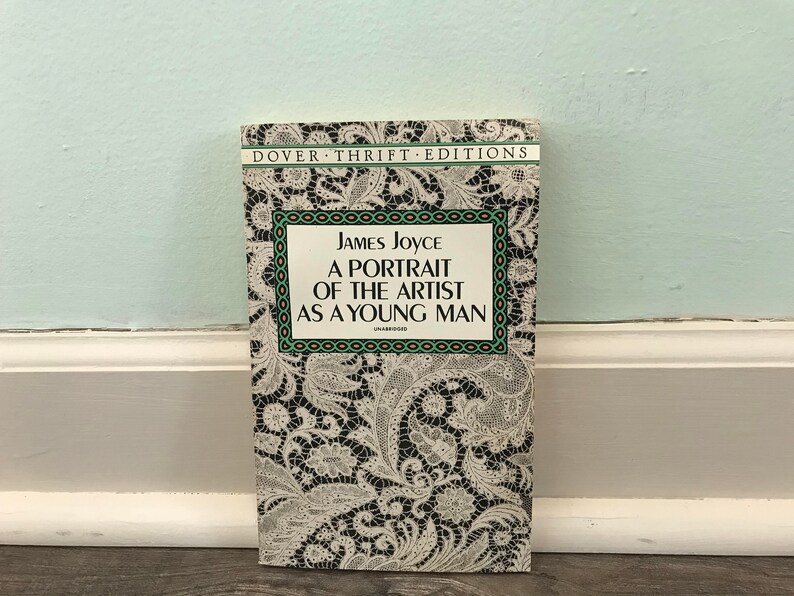 DOVER · THRIFT · EDITIONS
JAMES JOYCE
A PORTRAIT
OF THE ARTIST
AS A YOUNG MAN
UNABRIDGED